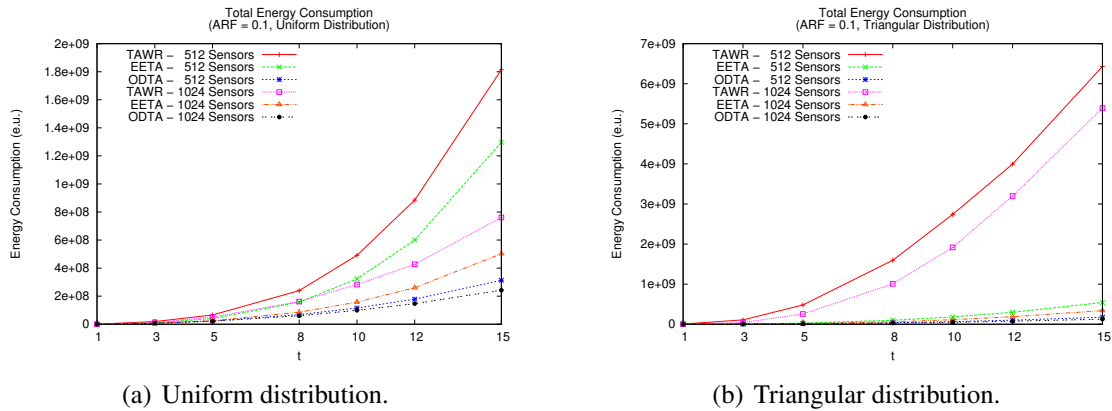 Total Energy Consumption
(ARF = 0.1, Uniform Distribution)
2e+09
1.8e+09
1.6e+09
1.4e+09
1.2e+09
1e+09
8e+08
6e+08
4e+08
2e+08
0
Energy Consumption (e.u.)
TAWR – 512 Sensors
EETA – 512 Sensors
ODTA – 512 Sensors
TAWR – 1024 Sensors
EETA – 1024 Sensors
ODTA – 1024 Sensors
1 3 5 8 10 12 15
t
(a) Uniform distribution.
Total Energy Consumption
(ARF = 0.1, Triangular Distribution)
7e+09
6e+09
5e+09
4e+09
3e+09
2e+09
1e+09
0
Energy Consumption (e.u.)
TAWR – 512 Sensors
EETA – 512 Sensors
ODTA – 512 Sensors
TAWR – 1024 Sensors
EETA – 1024 Sensors
ODTA – 1024 Sensors
1 3 5 8 10 12 15
t
(b) Triangular distribution.